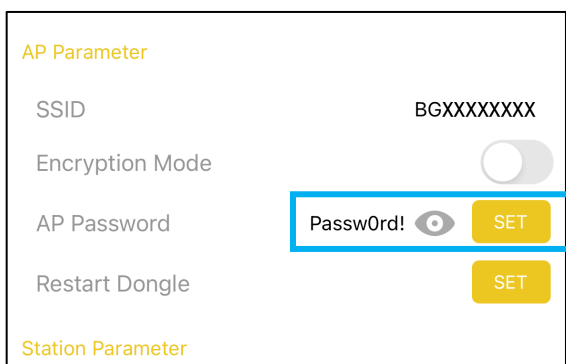 AP Parameter
SSID BGXXXXXXXX
Encryption Mode
AP Password Passw0rd! SET
Restart Dongle SET
Station Parameter